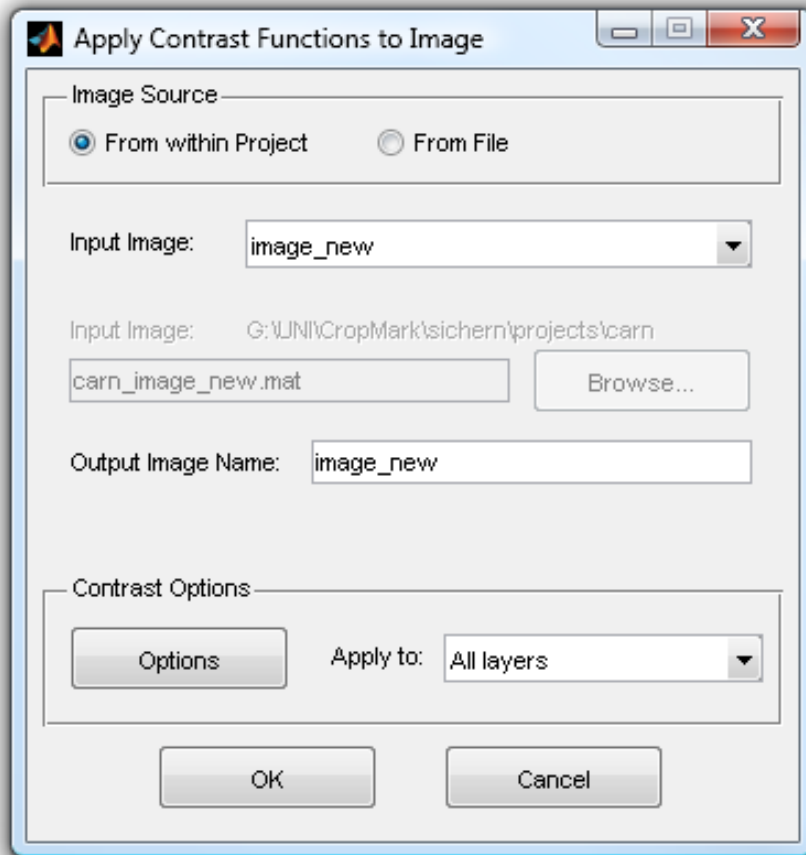 Apply Contrast Functions to Image
Image Source
From within Project From File
Input Image: image_new
Input Image: G:\UNI\CropMark\sichern\projects\carn
carn_image_new.mat Browse...
Output Image Name: image_new
Contrast Options
Options Apply to: All layers
OK Cancel